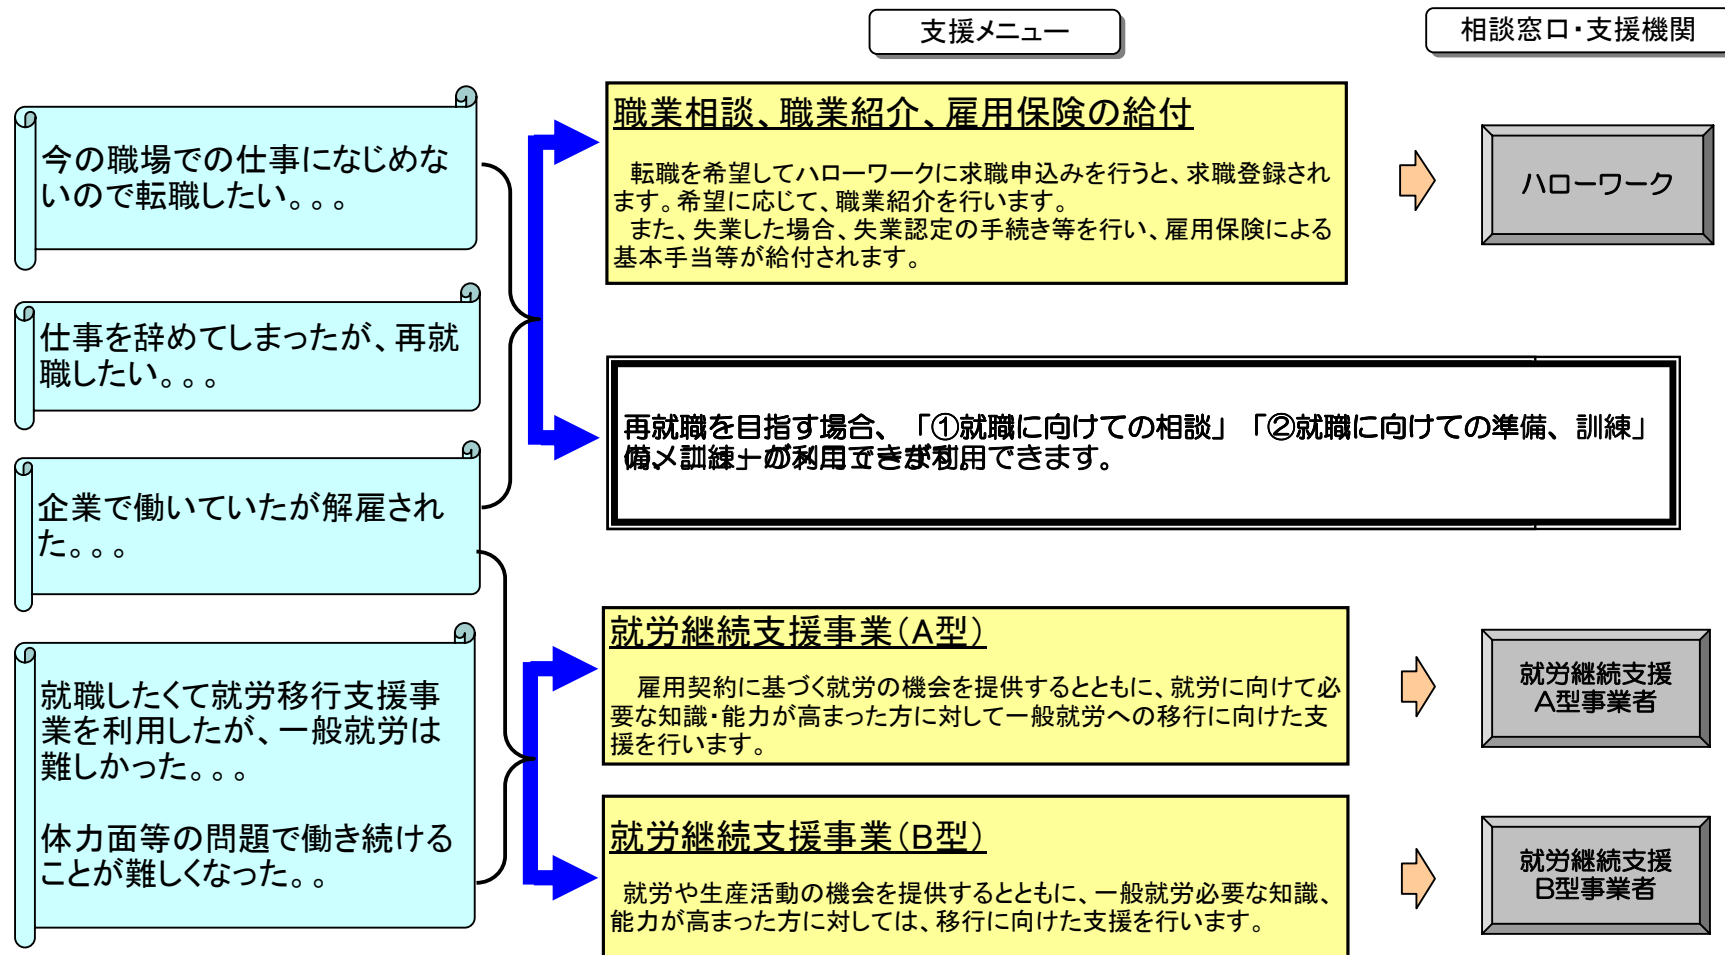 支援メニュー
相談窓口・支援機関
今の職場での仕事になじめな
いので転職したい。。。
仕事を辞めてしまったが、再就
職したい。。。
企業で働いていたが解雇され
た。。。
就職したくて就労移行支援事
業を利用したが、一般就労は
難しかった。。。
体力面等の問題で働き続ける
ことが難しくなった。。
職業相談、職業紹介、雇用保険の給付
転職を希望してハローワークに求職申込みを行うと、求職登録され
ます。希望に応じて、職業紹介を行います。
また、失業した場合、失業認定の手続き等を行い、雇用保険による
基本手当等が給付されます。
ハローワーク
再就職を目指す場合、「①就職に向けての相談」「②就職に向けての準備、訓練」
用できます。
就労継続支援事業（A型）
雇用契約に基づく就労の機会を提供するとともに、就労に向けて必
要な知識・能力が高まった方に対して一般就労への移行に向けた支
援を行います。
就労継続支援
A型事業者
就労継続支援事業（B型）
就労や生産活動の機会を提供するとともに、一般就労必要な知識、
能力が高まった方に対しては、移行に向けた支援を行います。
就労継続支援
B型事業者